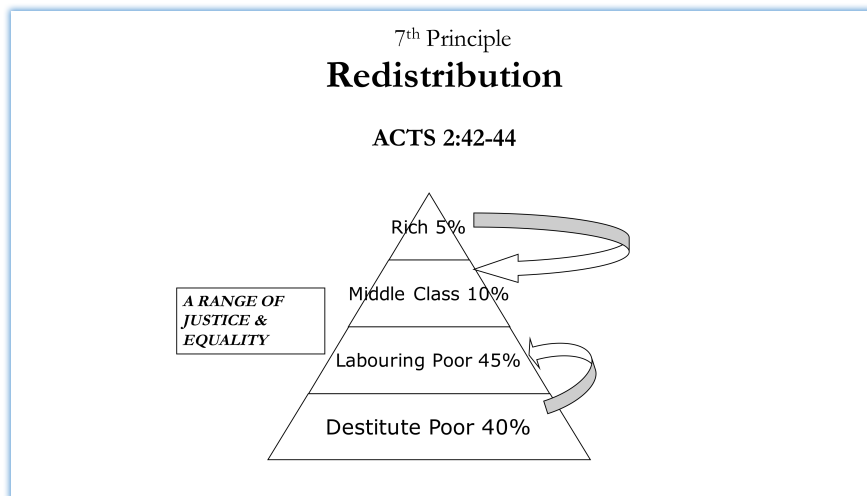 7th Principle
Redistribution
ACTS 2:42-44
Rich 5%
Middle Class 10%
A RANGE OF
JUSTICE &
EQUALITY
Labouring Poor 45%
Destitute Poor 40%